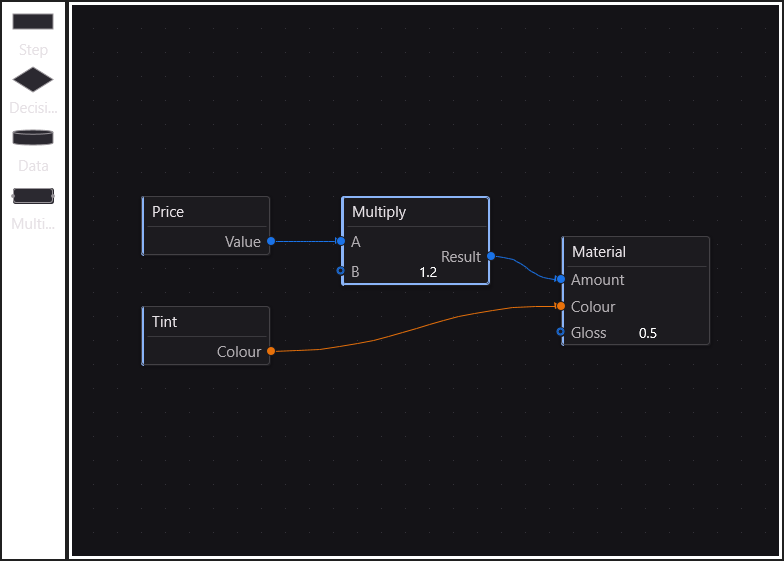 Step
Decisi...
Data
Multi...
Price
Value
Multiply
A
Result
B 1.2
Tint
Colour
Material
Amount
Colour
Gloss 0.5